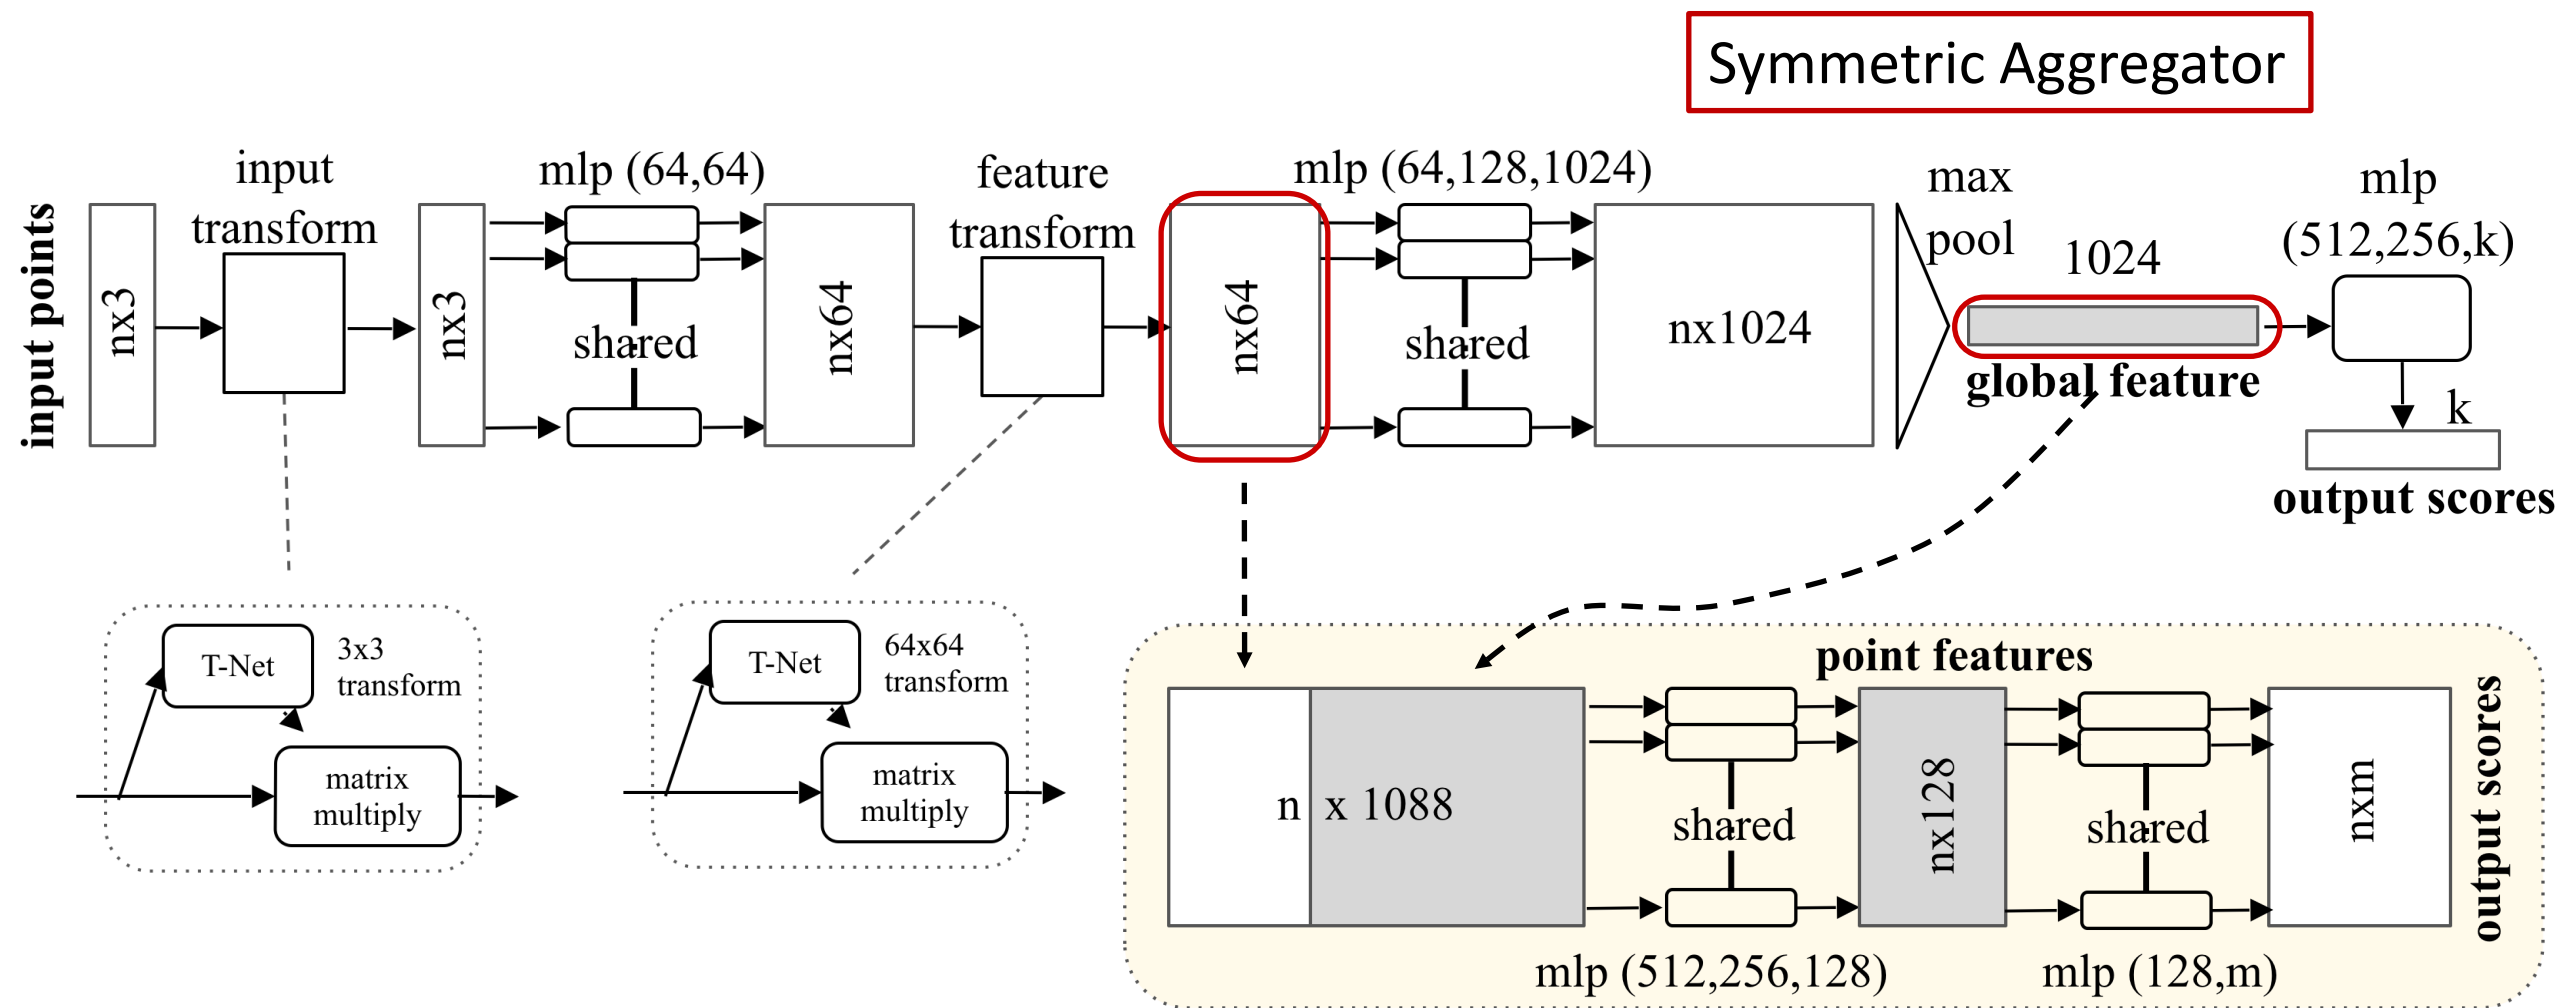 Symmetric Aggregator
input
transform
mlp (64,64)
feature
transform
mlp (64,128,1024)
max
pool
1024
mlp
(512,256,k)
input points
nx3
nx3
shared
nx64
nx64
shared
nx1024
global feature
k
output scores
T-Net
3x3
transform
matrix
multiply
T-Net
64x64
transform
matrix
multiply
point features
n x 1088
shared
nx128
shared
nxm
output scores
mlp (512,256,128)
mlp (128,m)